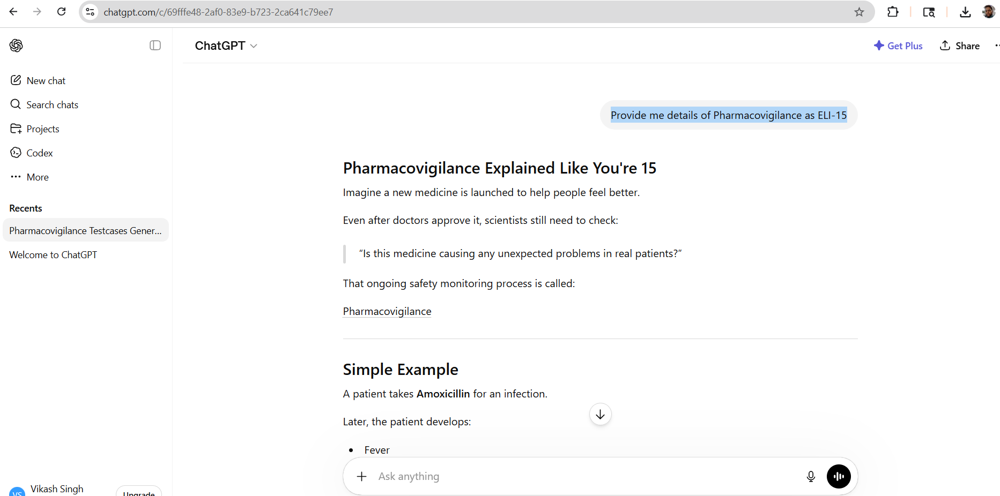 chatgpt.com/c/69fffe48-2af0-83e9-b723-2ca641c79ee7
ChatGPT
Get Plus
Share
New chat
Search chats
Projects
Codex
More
Recents
Pharmacovigilance Testcases Gener...
Welcome to ChatGPT
Provide me details of Pharmacovigilance as ELI-15
Pharmacovigilance Explained Like You're 15
Imagine a new medicine is launched to help people feel better.
Even after doctors approve it, scientists still need to check:
“Is this medicine causing any unexpected problems in real patients?”
That ongoing safety monitoring process is called:
Pharmacovigilance
Simple Example
A patient takes Amoxicillin for an infection.
Later, the patient develops:
• Fever
Ask anything
VS
Vikash Singh
Upgrade